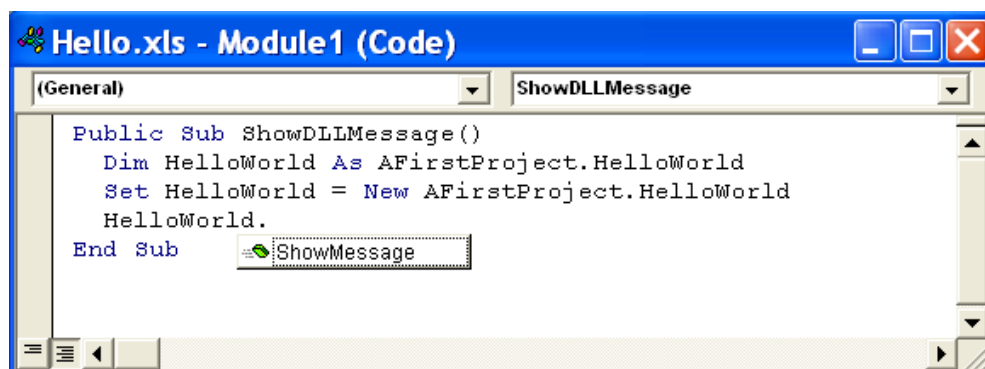 Hello.xls - Module1 (Code)
(General) ShowDLLMessage
Public Sub ShowDLLMessage()
Dim HelloWorld As AFirstProject.HelloWorld
Set HelloWorld = New AFirstProject.HelloWorld
HelloWorld.
End Sub
ShowMessage